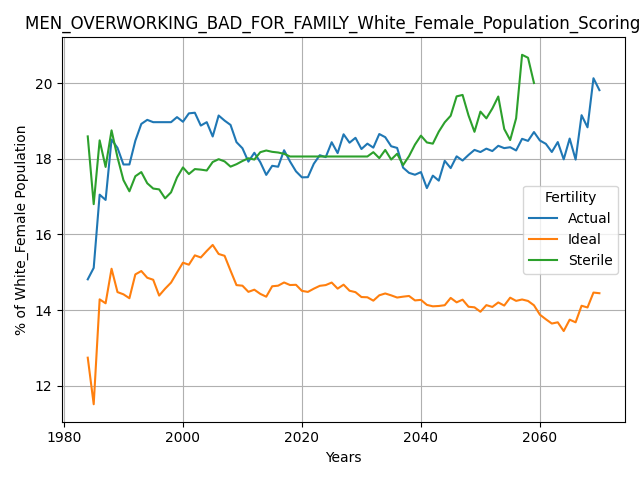 MEN_OVERWORKING_BAD_FOR_FAMILY_White_Female_Population_Scoring
% of White_Female Population
20
18
16
14
12
Fertility
Actual
Ideal
Sterile
1980
2000
2020
2040
2060
Years